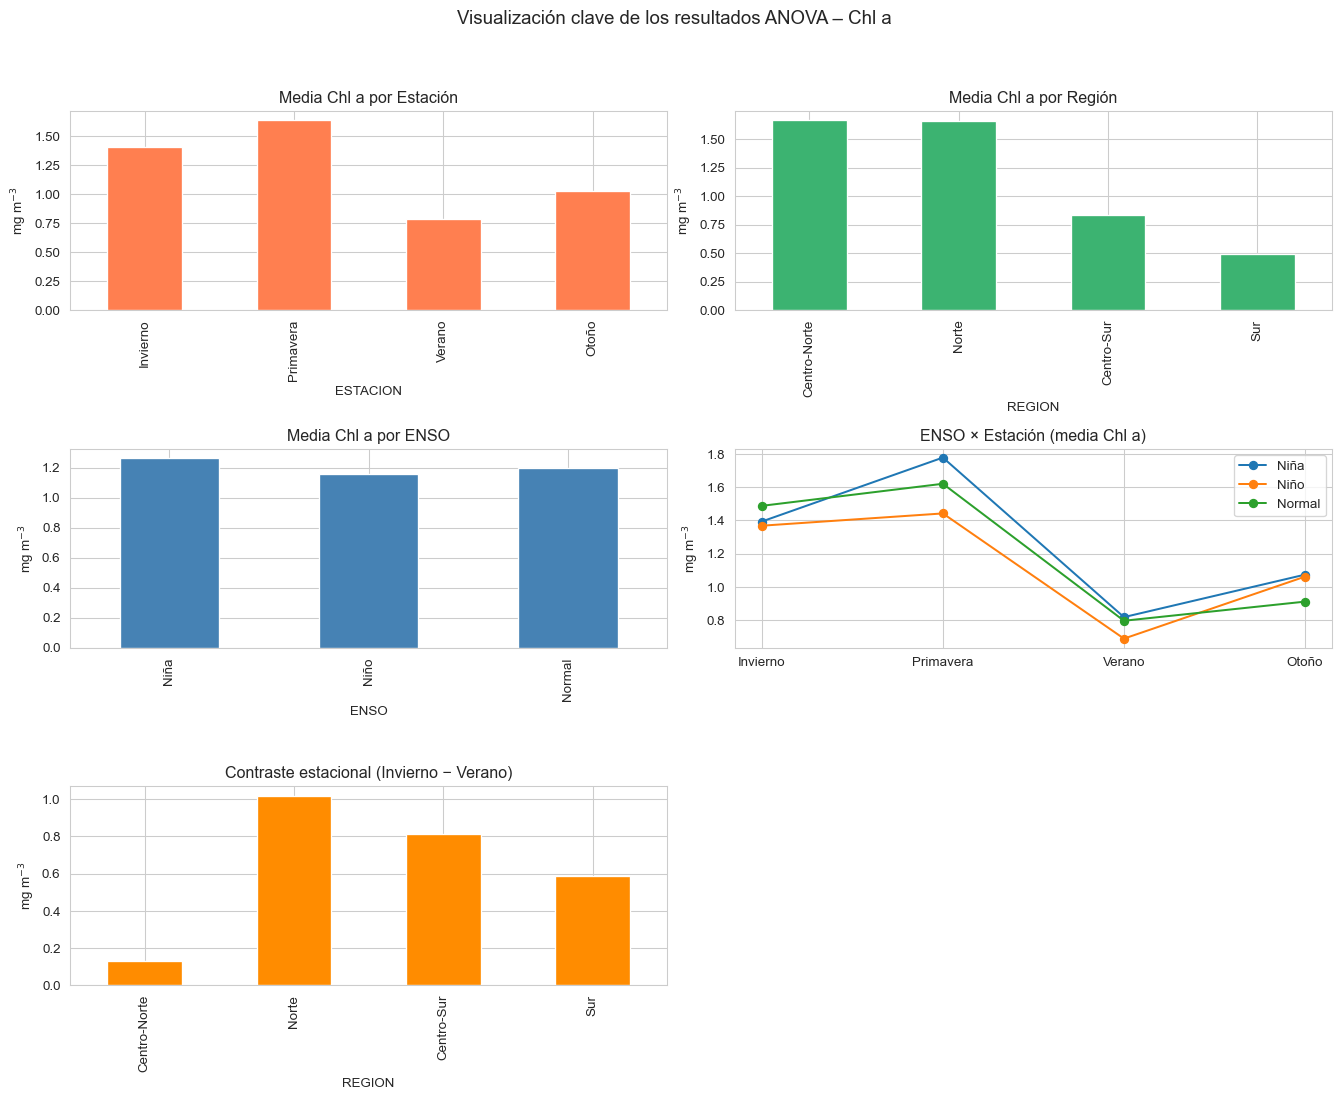 Visualización clave de los resultados ANOVA – Chl a
Media Chl a por Estación
mg m⁻³
1.50
1.25
1.00
0.75
0.50
0.25
0.00
Invierno
Primavera
Verano
Otoño
ESTACION
Media Chl a por Región
mg m⁻³
1.50
1.25
1.00
0.75
0.50
0.25
0.00
Centro-Norte
Norte
Centro-Sur
Sur
REGION
Media Chl a por ENSO
mg m⁻³
1.2
1.0
0.8
0.6
0.4
0.2
0.0
Niña
Niño
Normal
ENSO
ENSO × Estación (media Chl a)
mg m⁻³
1.8
1.6
1.4
1.2
1.0
0.8
Niña
Niño
Normal
Invierno
Primavera
Verano
Otoño
Contraste estacional (Invierno − Verano)
mg m⁻³
1.0
0.8
0.6
0.4
0.2
0.0
Centro-Norte
Norte
Centro-Sur
Sur
REGION